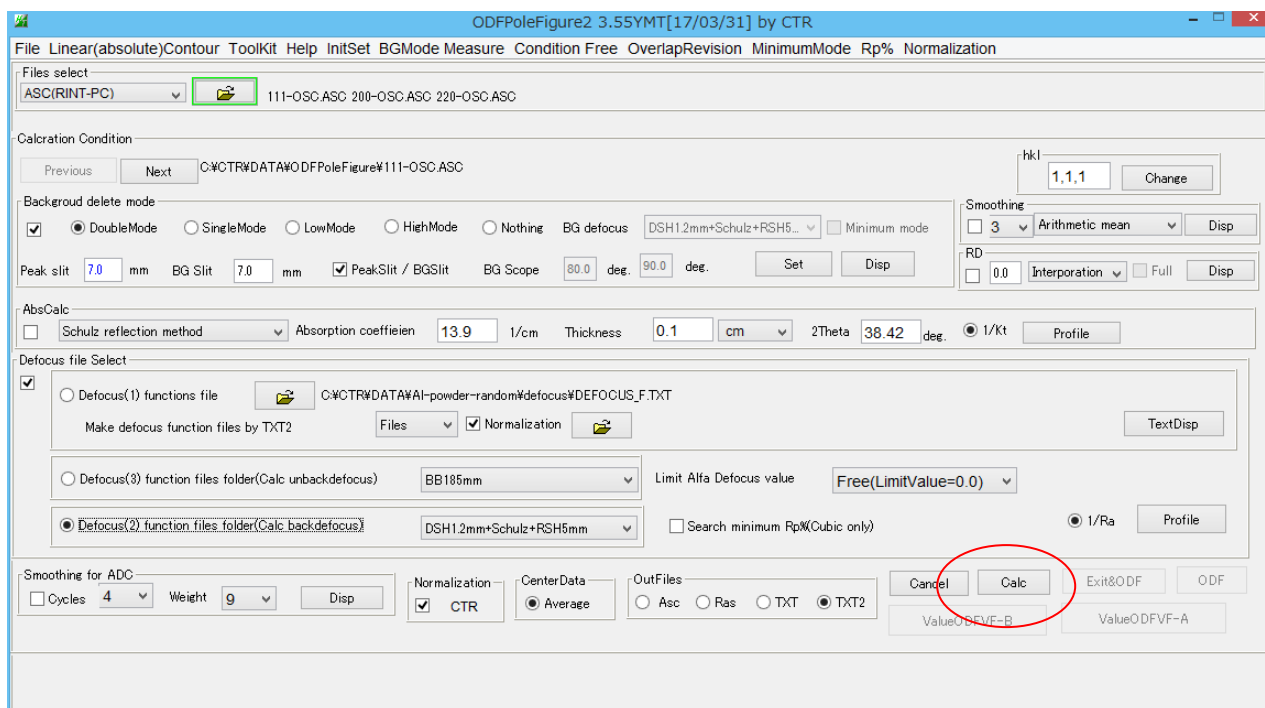 ODFPoleFigure2 3.55YMT[17/03/31] by CTR
File Linear(absolute)Contour ToolKit Help InitSet BGMode Measure Condition Free OverlapRevision MinimumMode Rp% Normalization
Files select
ASC(RINT-PC) 111-OSC.ASC 200-OSC.ASC 220-OSC.ASC
Calcration Condition
Previous Next C:¥CTR¥DATA¥ODFPoleFigure¥111-OSC.ASC
hkl
1,1,1 Change
Backgroud delete mode
DoubleMode SingleMode LowMode HighMode Nothing BG defocus DSH1.2mm+Schulz+RSH5... Minimum mode
Peak slit 7.0 mm BG Slit 7.0 mm PeakSlit / BGSlit BG Scope 80.0 deg. 90.0 deg. Set Disp
Smoothing
3 Arithmetic mean Disp
RD
0.0 Interporation Full Disp
AbsCalc
Schulz reflection method Absorption coeffieien 13.9 1/cm Thickness 0.1 cm 2Theta 38.42 deg. 1/Kt Profile
Defocus file Select
Defocus(1) functions file C:¥CTR¥DATA¥Al-powder-random¥defocus¥DEFOCUS_F.TXT
Make defocus function files by TXT2 Files Normalization TextDisp
Defocus(3) function files folder(Calc unbackdefocus) BB185mm Limit Alfa Defocus value Free(LimitValue=0.0)
Defocus(2) function files folder(Calc backdefocus) DSH1.2mm+Schulz+RSH5mm Search minimum Rp%(Cubic only) 1/Ra Profile
Smoothing for ADC
Cycles 4 Weight 9 Disp
Normalization
CTR
CenterData
Average
OutFiles
Asc Ras TXT TXT2
Cancel Calc Exit&ODF ODF
ValueODFVF-B ValueODFVF-A